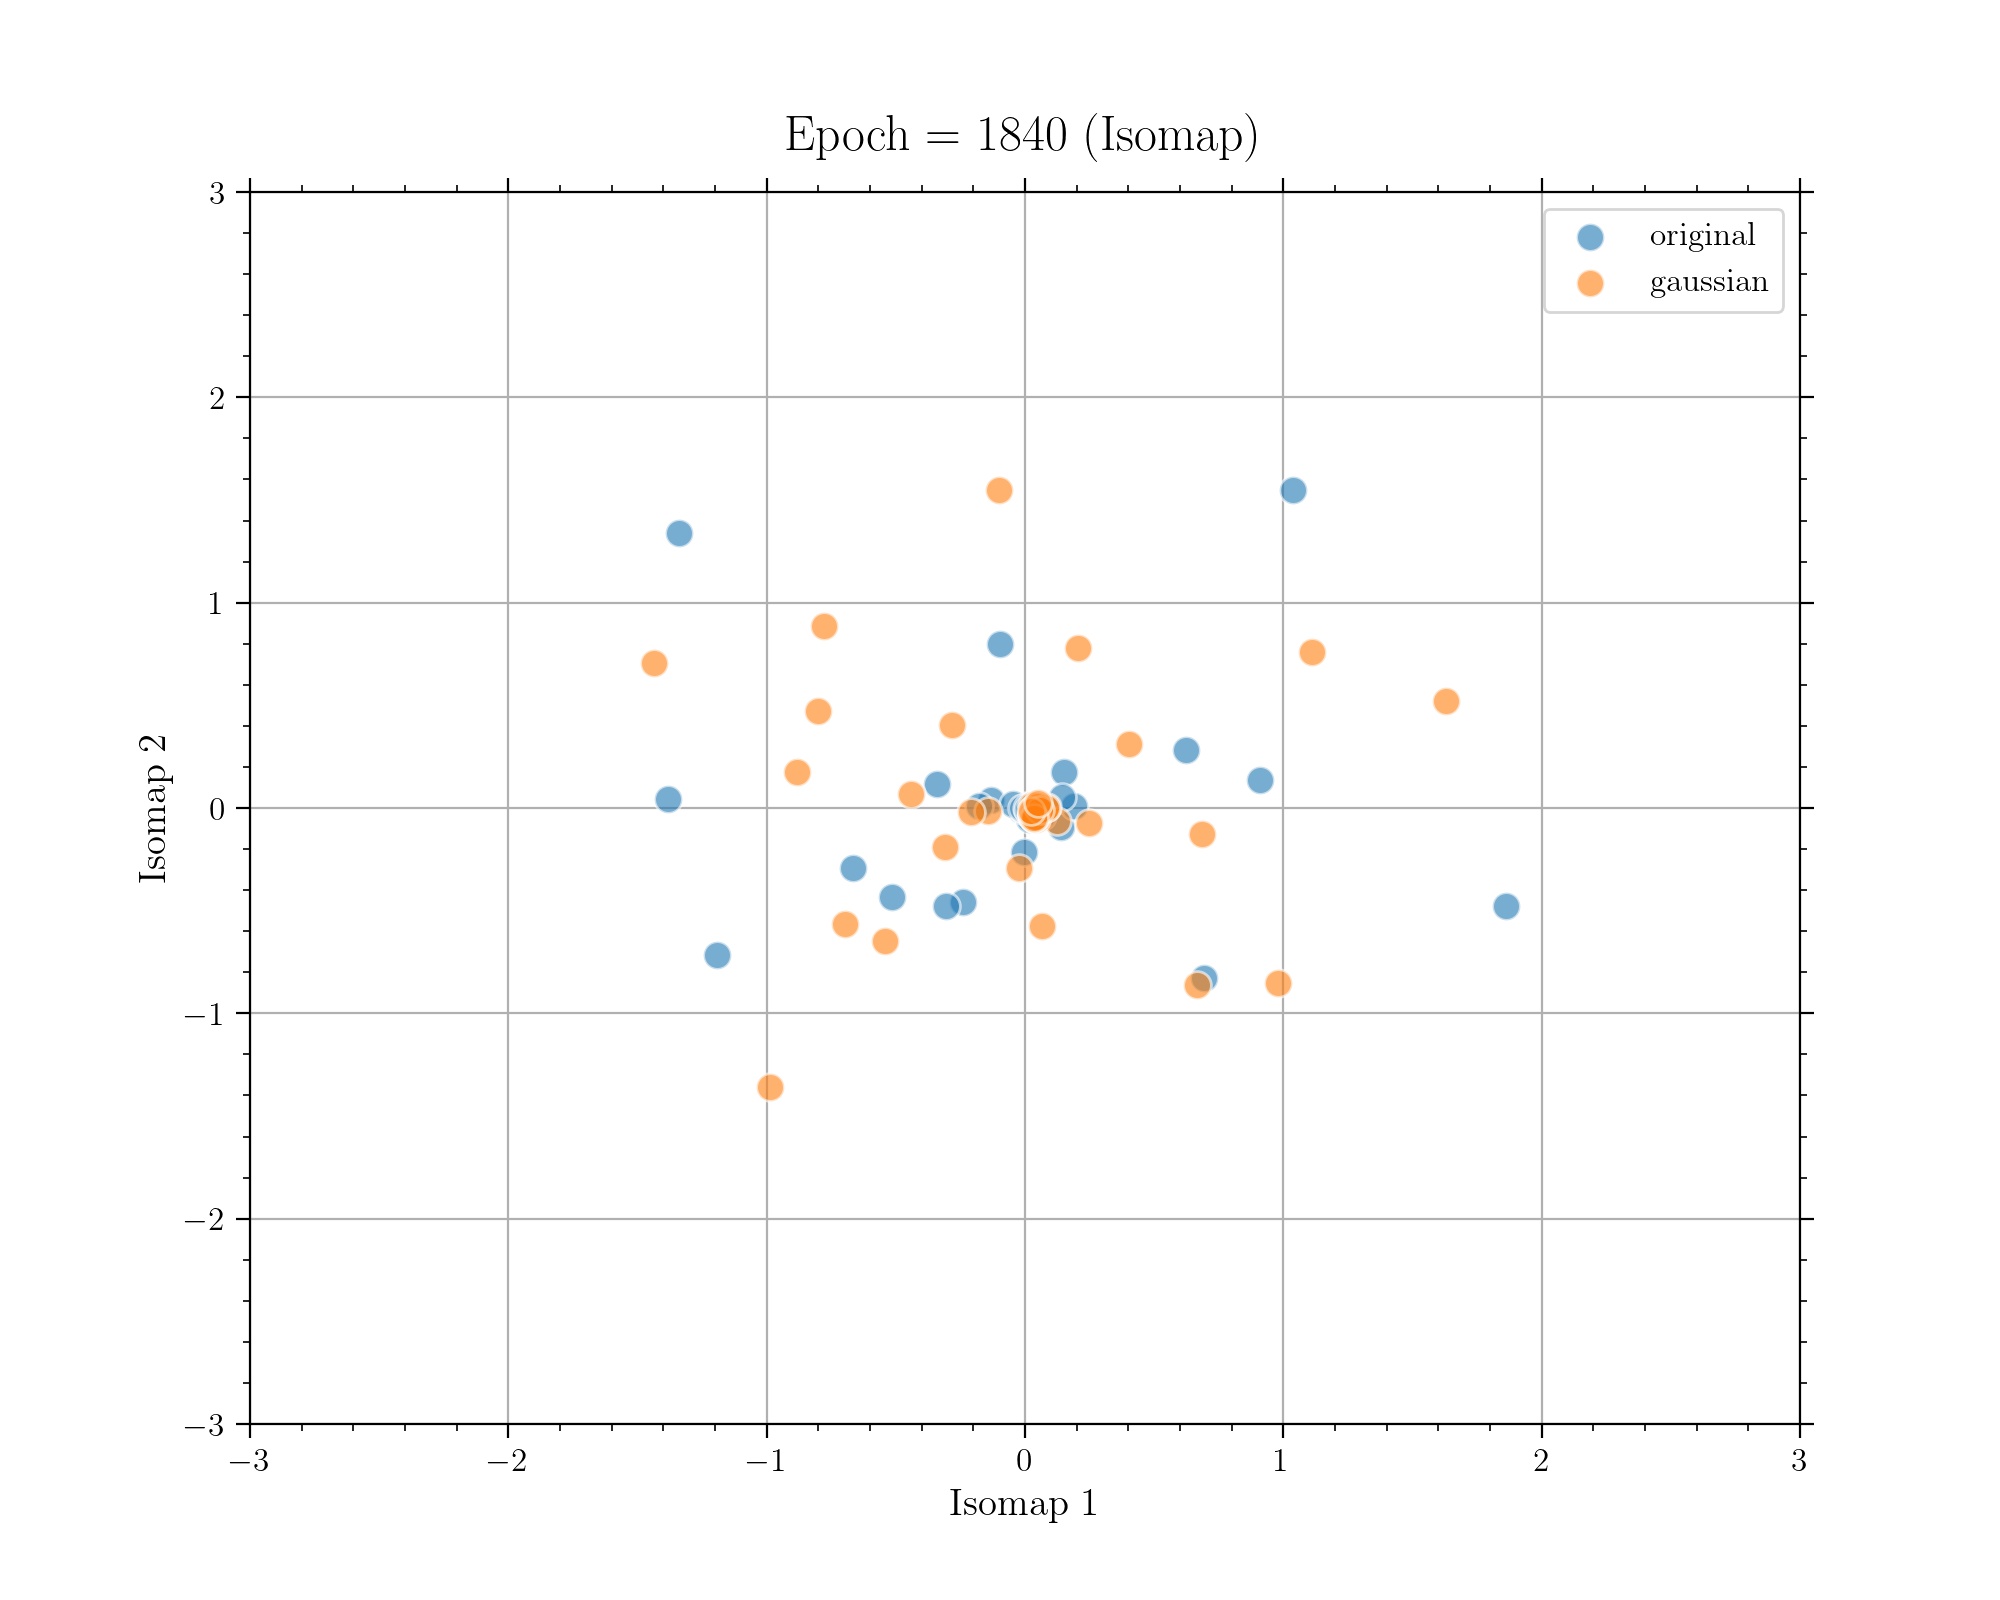 Epoch = 1840 (Isomap)
original
gaussian
3
2
1
0
−1
−2
−3
Isomap 2
−3
−2
−1
0
1
2
3
Isomap 1